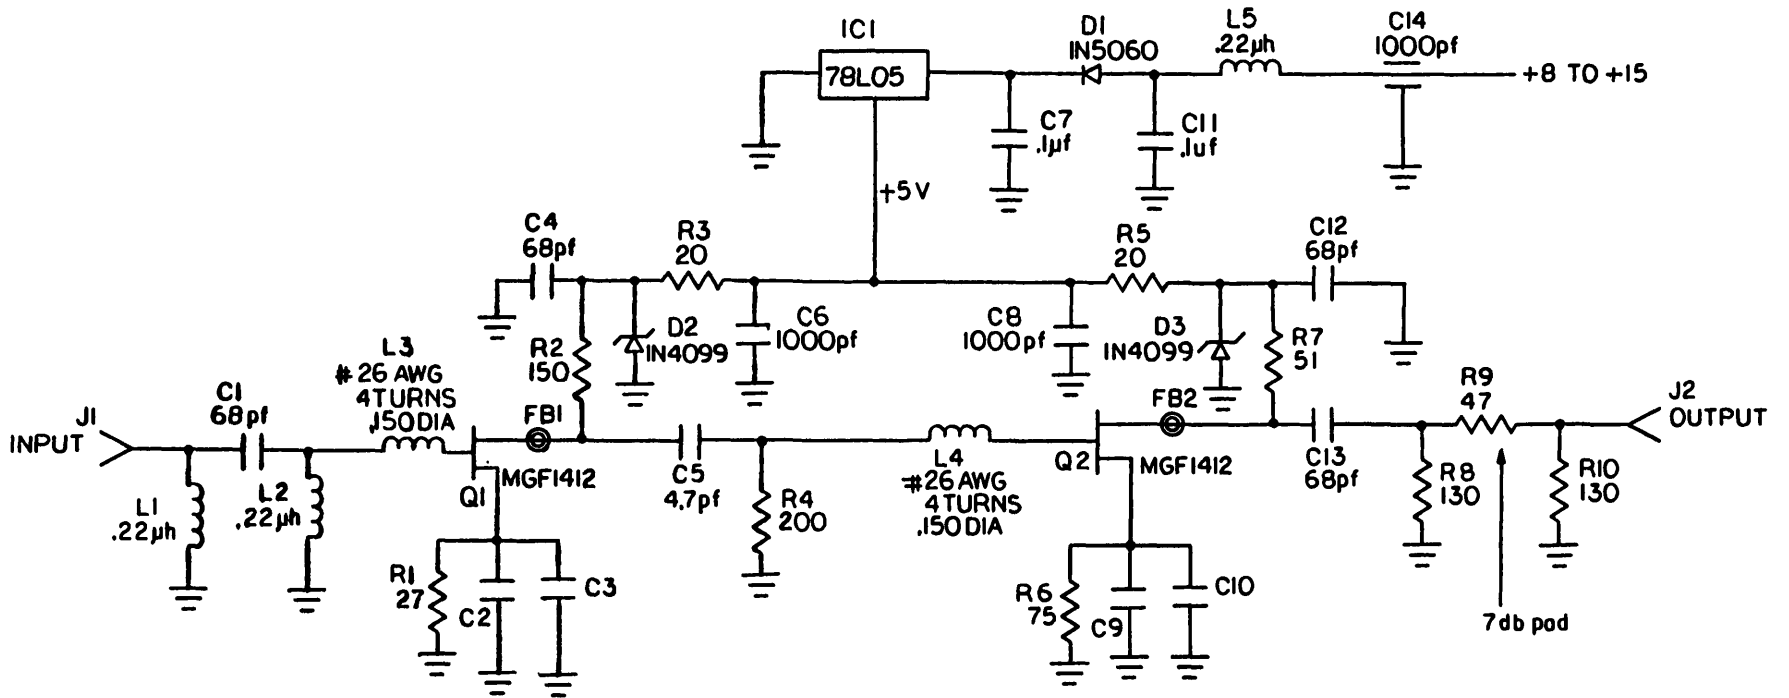 IC1
78L05
D1
1N5060
L5
.22µh
C14
1000pf
+8 TO +15
C7
.1µf
C11
.1uf
+5V
C4
68pf
R3
20
R5
20
C12
68pf
C6
1000pf
C8
1000pf
D2
1N4099
D3
1N4099
R2
150
R7
51
L3
#26 AWG
4 TURNS
.150 DIA
C1
68pf
J1
INPUT
FB1
FB2
R9
47
J2
OUTPUT
L1
.22µh
L2
.22µh
Q1
MGF1412
C5
4.7pf
R4
200
L4
#26 AWG
4 TURNS
.150 DIA
Q2
MGF1412
C13
68pf
R8
130
R10
130
R1
27
C2
C3
R6
75
C9
C10
7db pad